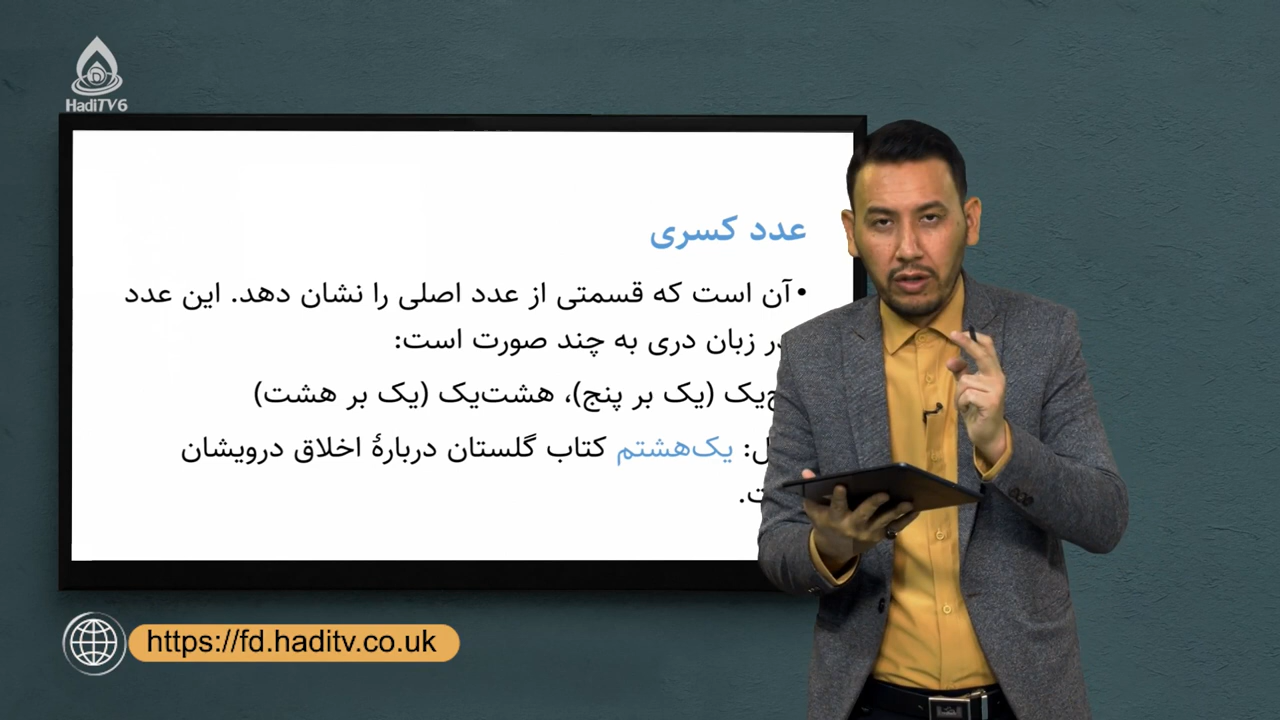 HadiTV6
عدد کسری
•آن است که قسمتی از عدد اصلی را نشان دهد. این عدد
زبان دری به چند صورت است:
(یک بر پنج)، هشت‌یک (یک بر هشت)
یک‌هشتم کتاب گلستان دربارهٔ اخلاق درویشان
https://fd.haditv.co.uk